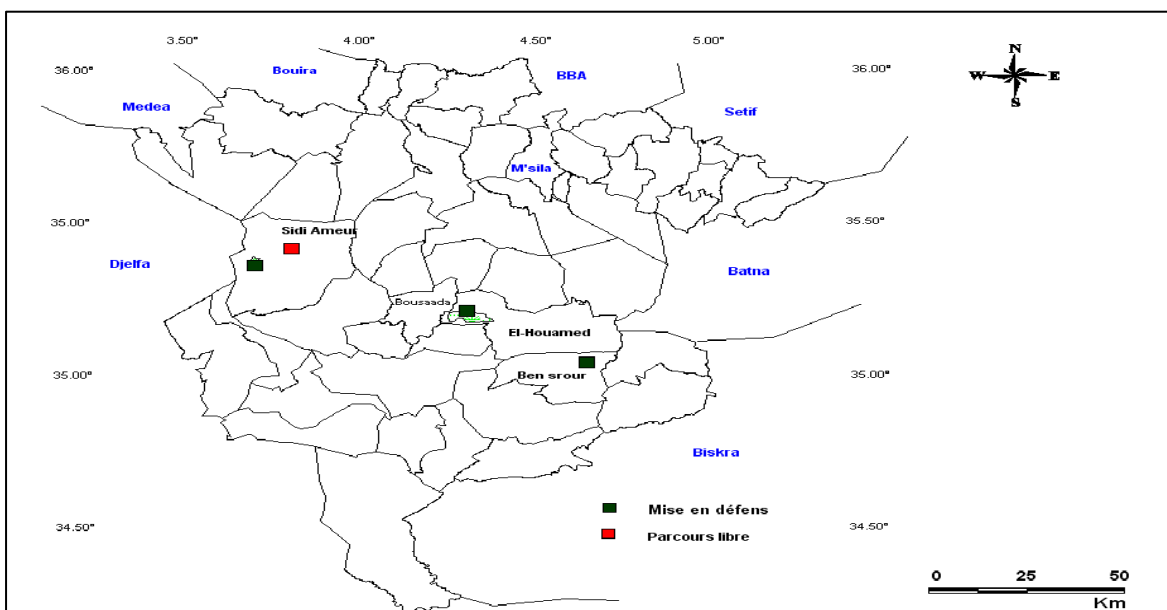 3.50° 4.00° 4.50° 5.00°
N
36.00° Bouira BBA 36.00°
W E
Medea S
Setif
M'sila
35.00° 35.50°
Sidi Ameur
Djelfa Batna
Bousaada
El-Houamed
35.00° Ben srour 35.00°
Biskra
Mise en défens
34.50° 34.50°
Parcours libre
0 25 50
Km